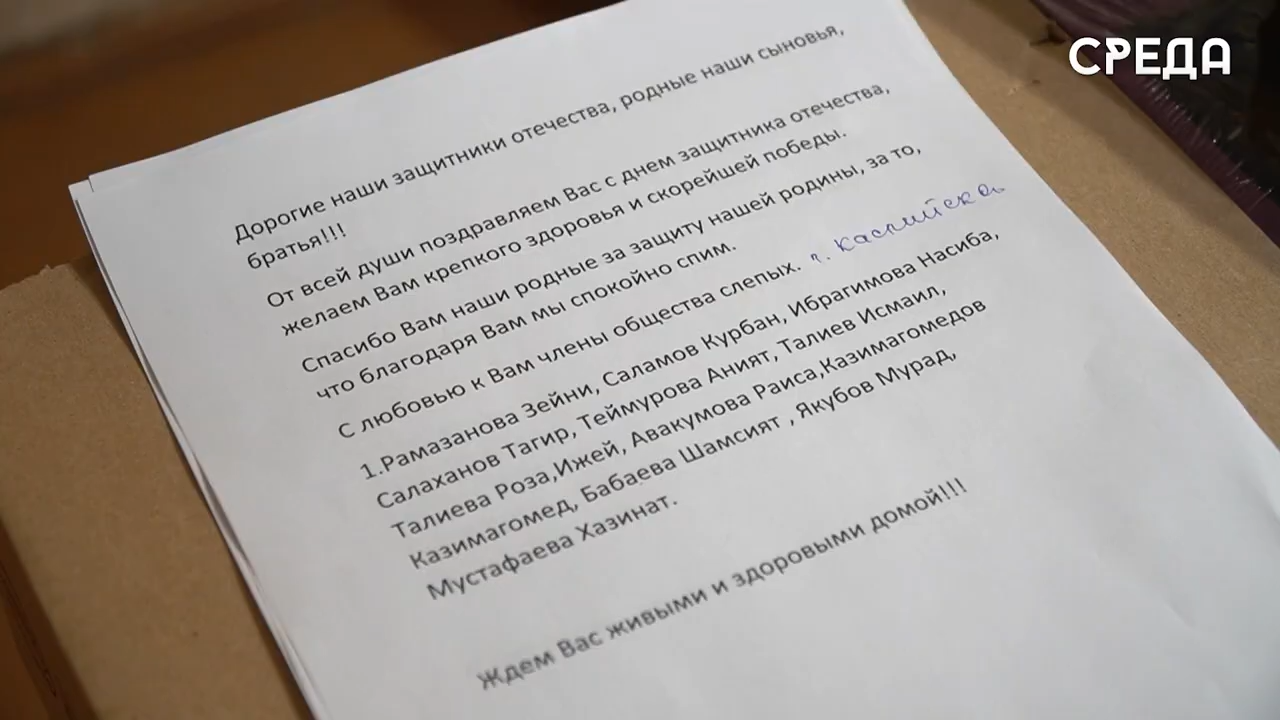 СРЕДА
Дорогие наши защитники отечества, родные наши сыновья,
братья!!!
От всей души поздравляем Вас с днем защитника отечества,
желаем Вам крепкого здоровья и скорейшей победы.
Спасибо Вам наши родные за защиту нашей родины, за то,
что благодаря Вам мы спокойно спим.
С любовью к Вам члены общества слепых. г. Каспийска
1.Рамазанова Зейни, Саламов Курбан, Ибрагимова Насиба,
Салаханов Тагир, Теймурова Аният, Талиев Исмаил,
Талиева Роза,Ижей, Авакумова Раиса,Казимагомедов
Казимагомед, Бабаева Шамсият , Якубов Мурад,
Мустафаева Хазинат.
Ждем Вас живыми и здоровыми домой!!!